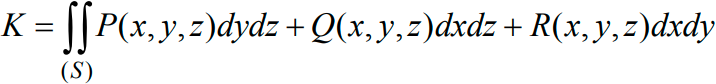 K = ∬(S) P(x, y, z)dydz + Q(x, y, z)dxdz + R(x, y, z)dxdy